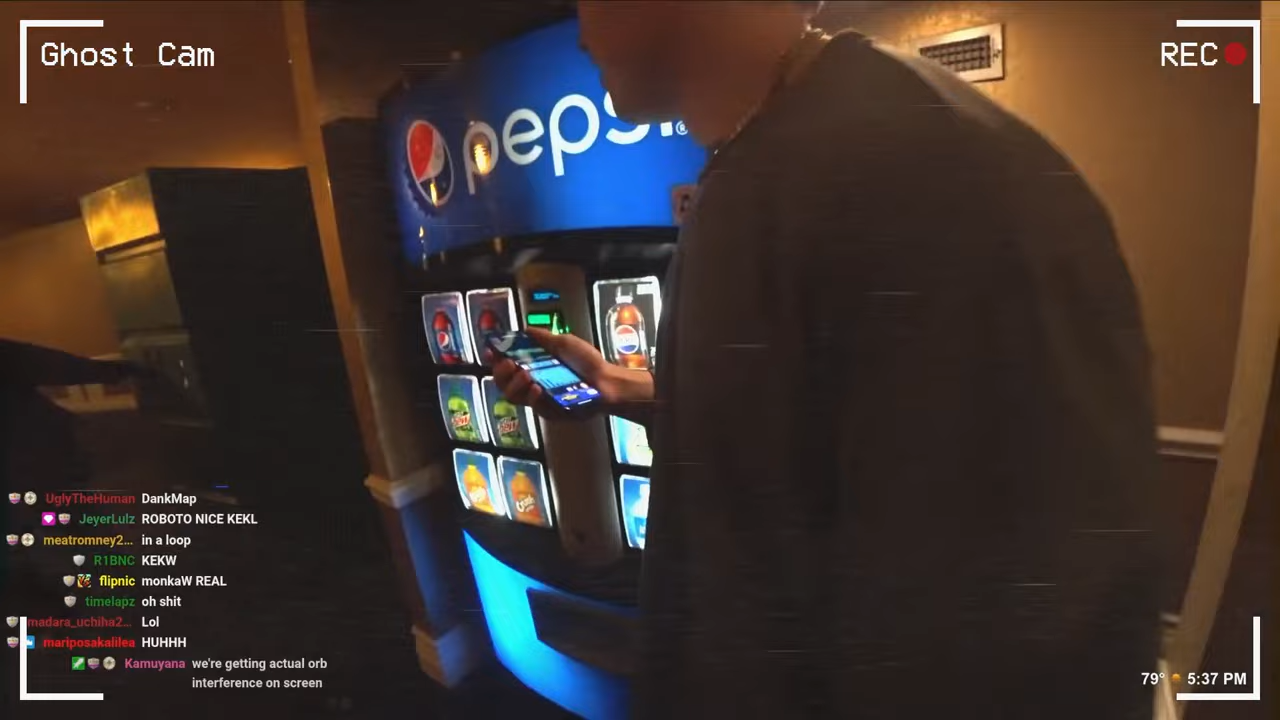 Ghost Cam
REC
pepsi
UglyTheHuman DankMap
JeyerLulz ROBOTO NICE KEKL
meatromney2... in a loop
R1BNC KEKW
flipnic monkaW REAL
timelapz oh shit
madara_uchiha2... Lol
mariposakalilea HUHHH
Kamuyana we're getting actual orb
interference on screen
79° 5:37 PM